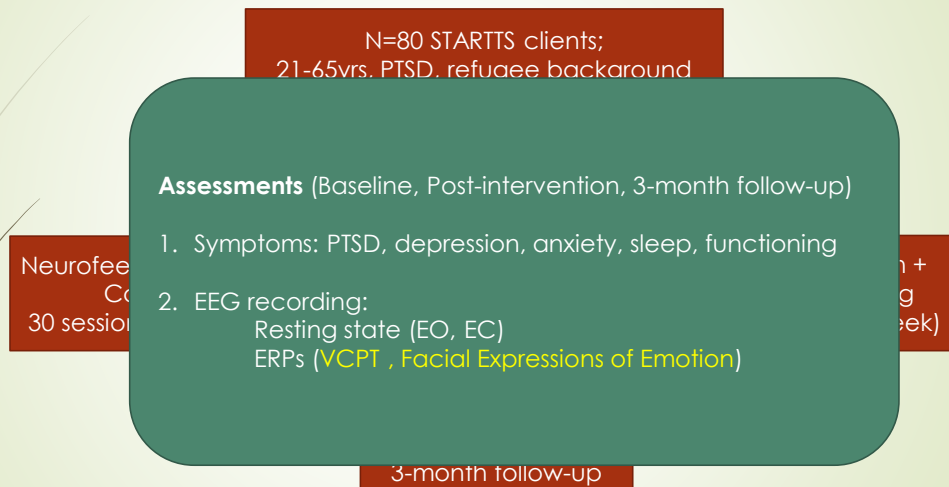 N=80 STARTTS clients;
21-65yrs, PTSD, refugee background
Assessments (Baseline, Post-intervention, 3-month follow-up)
1. Symptoms: PTSD, depression, anxiety, sleep, functioning
2. EEG recording:
Resting state (EO, EC)
ERPs (VCPT , Facial Expressions of Emotion)
30
+
3-month follow-up